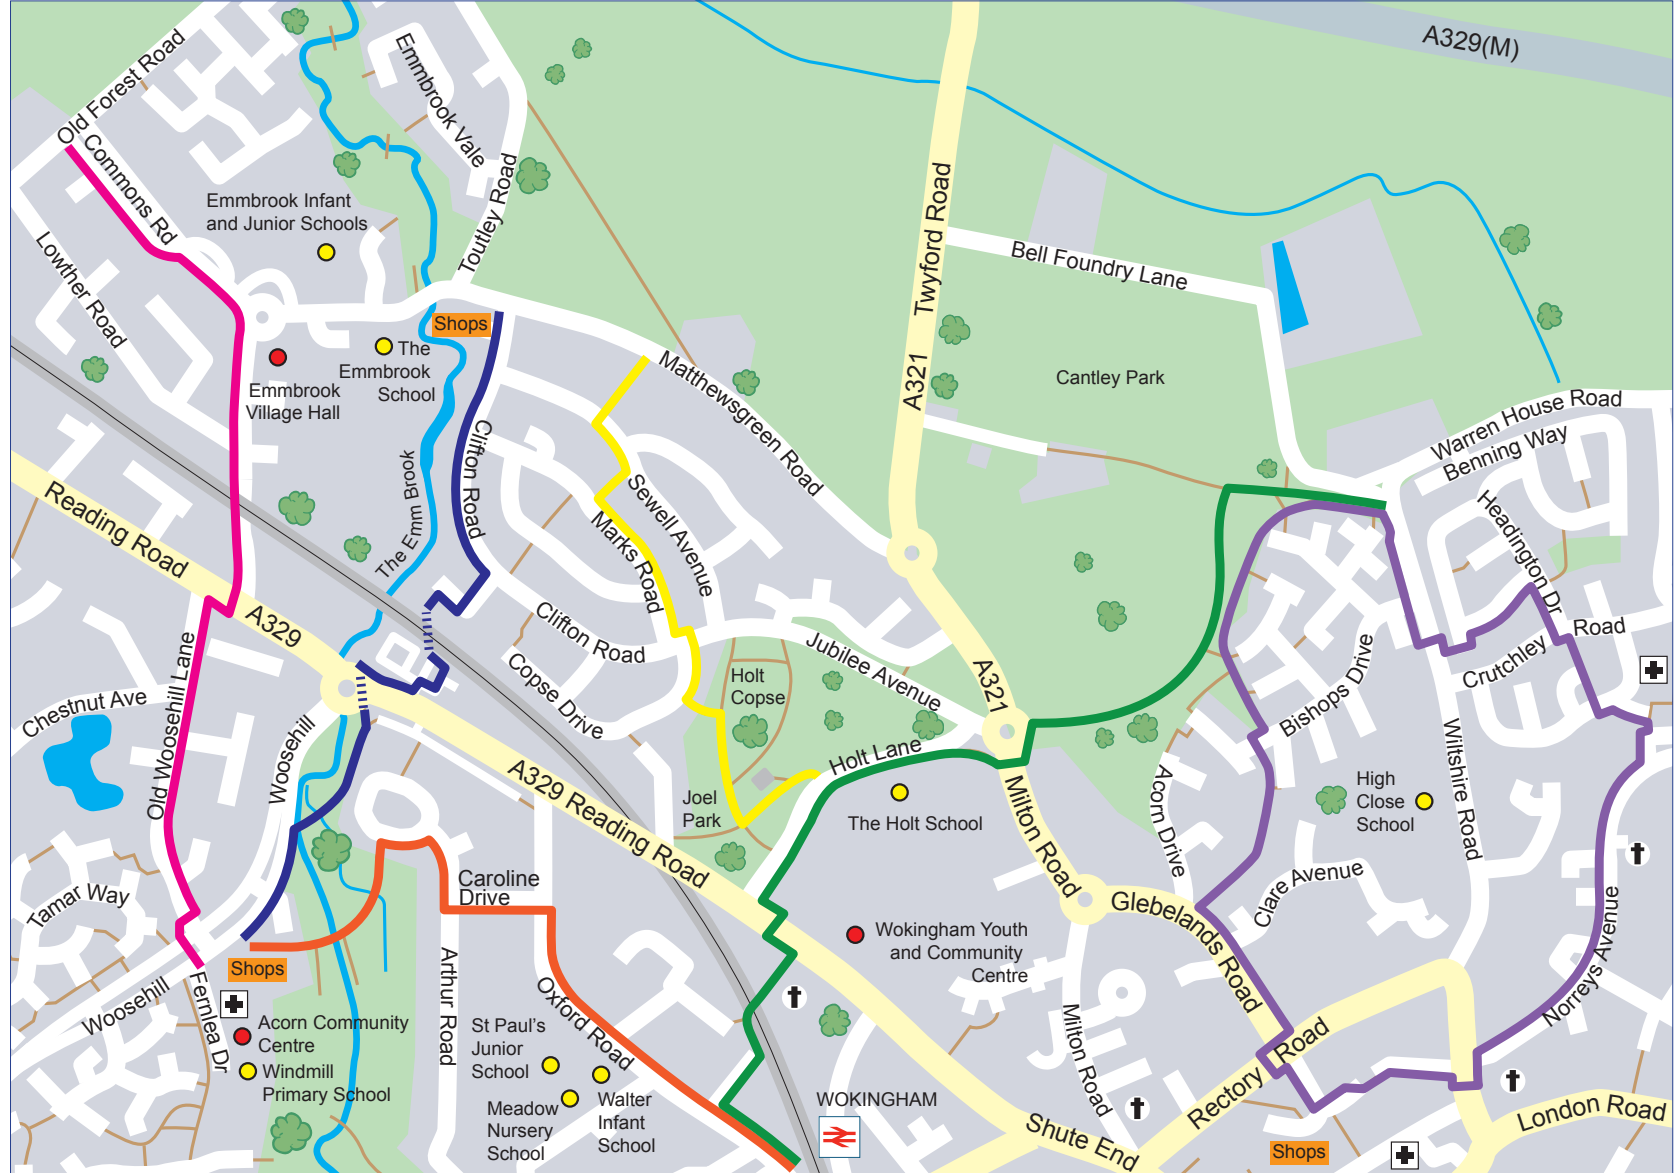 A329(M)
Old Forest Road
Emmbrook Vale
Commons Rd
Toutley Road
Emmbrook Infant
and Junior Schools
Lowther Road
Twyford Road
Bell Foundry Lane
Shops
The
Emmbrook
School
Emmbrook
Village Hall
Matthewsgreen Road
A321
Cantley Park
Warren House Road
Benning Way
Clifton Road
Sewell Avenue
Marks Road
The Emm Brook
Reading Road
A329
Headington Dr
Road
Crutchley
Clifton Road
Copse Drive
Jubilee Avenue
Holt
Copse
A321
Bishops Drive
Chestnut Ave
Old Woosehill Lane
Woosehill
Holt Lane
Wiltshire Road
A329 Reading Road
Joel
Park
The Holt School
Milton Road
Acorn Drive
High
Close
School
Caroline
Drive
Tamar Way
Clare Avenue
Glebelands Road
Wokingham Youth
and Community
Centre
Norreys Avenue
Shops
Woosehill
Fernlea Dr
Arthur Road
Oxford Road
Acorn Community
Centre
Windmill
Primary School
St Paul's
Junior
School
Meadow
Nursery
School
Walter
Infant
School
WOKINGHAM
Milton Road
Rectory Road
Shute End
London Road
Shops